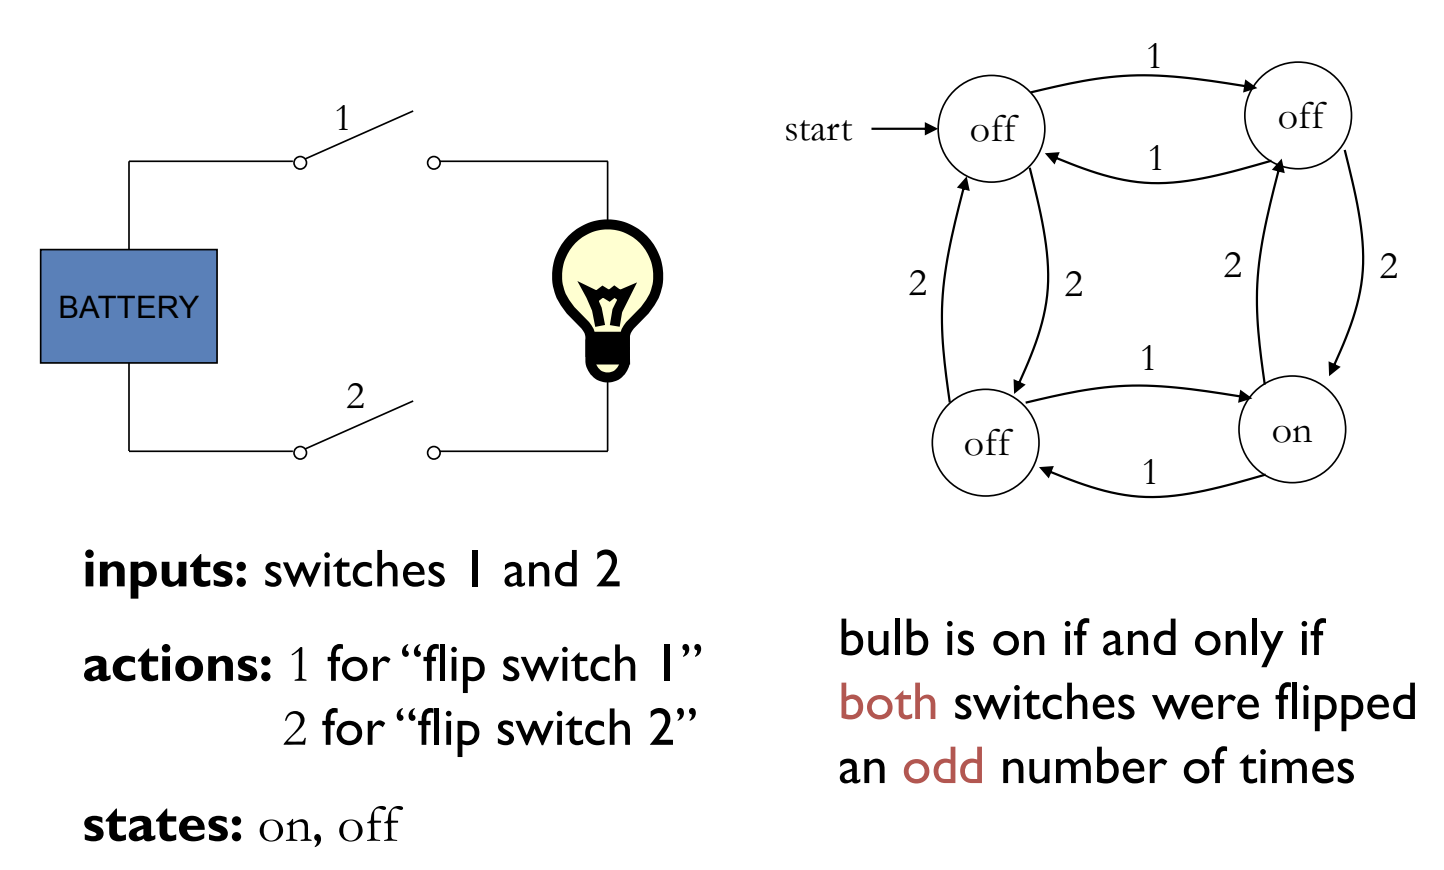 1
BATTERY
2
start
off
1
off
1
2
2
2
2
1
off
on
1
inputs: switches 1 and 2
actions: 1 for “flip switch 1”
2 for “flip switch 2”
states: on, off
bulb is on if and only if
both switches were flipped
an odd number of times